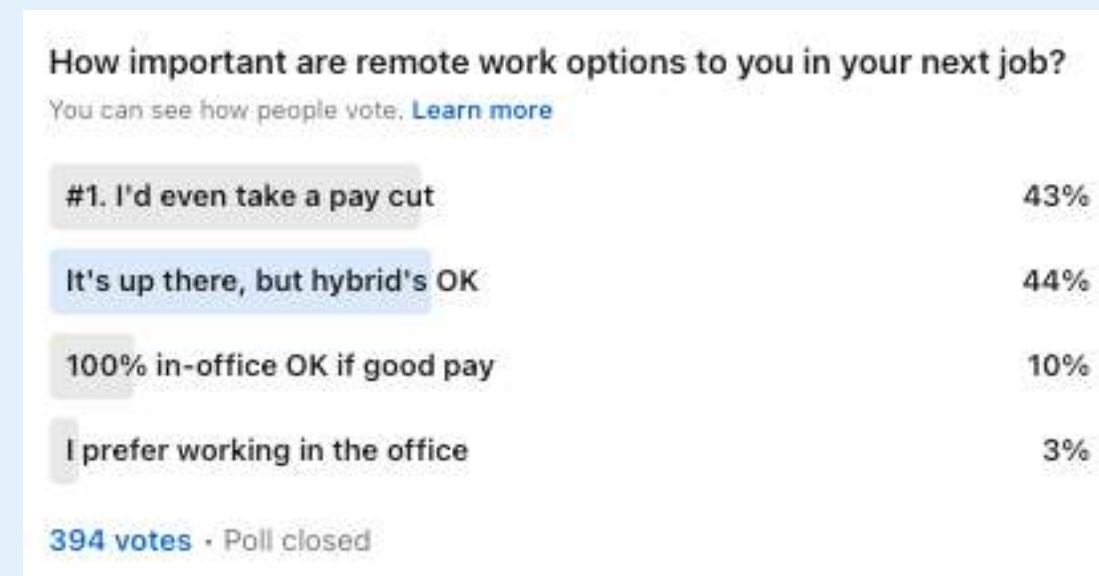 How important are remote work options to you in your next job?
You can see how people vote. Learn more
#1. I'd even take a pay cut 43%
It's up there, but hybrid's OK 44%
100% in-office OK if good pay 10%
I prefer working in the office 3%
394 votes · Poll closed